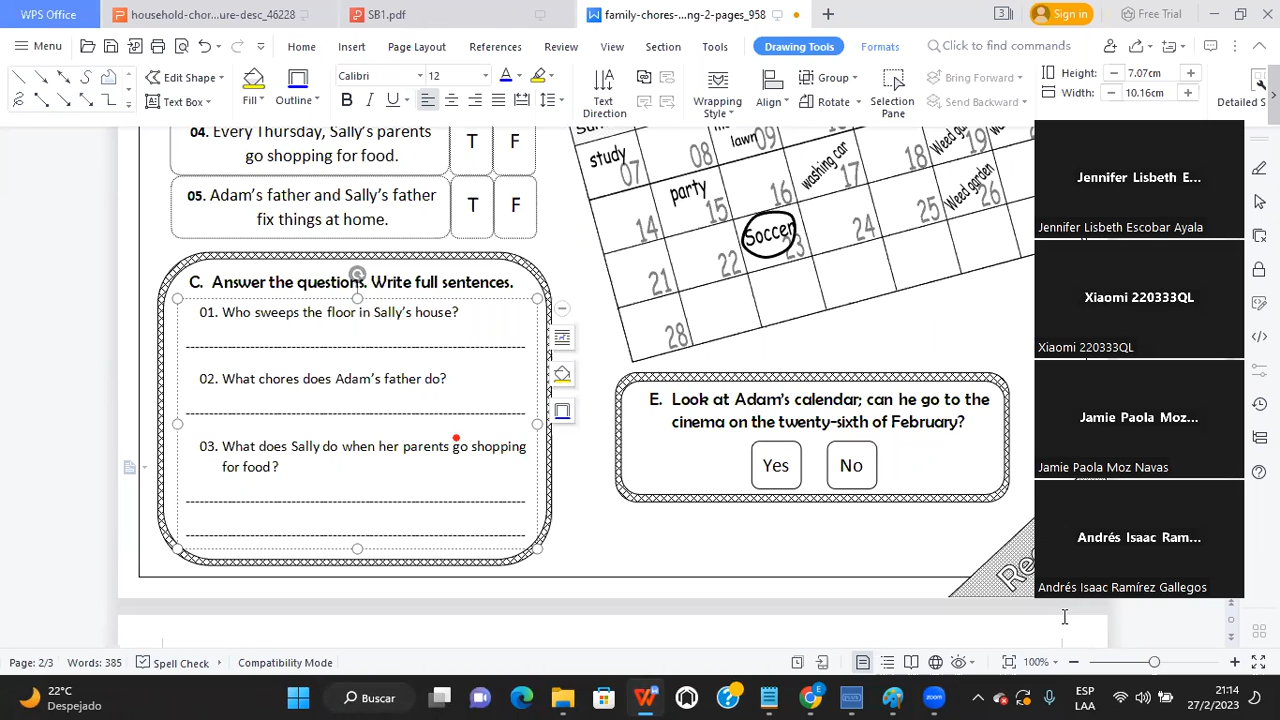 WPS Office
household-chor...ure-desc_46228
SB1.pdf
family-chores-...ng-2-pages_958
3
Sign in
Free Trial
Menu
Home
Insert
Page Layout
References
Review
View
Section
Tools
Drawing Tools
Formats
Click to find commands
Edit Shape
Text Box
Fill
Outline
Calibri
12
B I U A
Text Direction
Wrapping Style
Align
Group
Rotate
Selection Pane
Bring Forward
Send Backward
Height: 7.07cm
Width: 10.16cm
Detailed S
04. Every Thursday, Sally's parents
go shopping for food.
T F
05. Adam's father and Sally's father
fix things at home.
T F
C. Answer the questions. Write full sentences.
01. Who sweeps the floor in Sally's house?
02. What chores does Adam's father do?
03. What does Sally do when her parents go shopping
for food?
study 07
08
lawn 09
washing car 17
18
19
14
party 15
16
24
25
Weed garden 26
21
22
Soccer 23
28
E. Look at Adam's calendar; can he go to the
cinema on the twenty-sixth of February?
Yes No
Jennifer Lisbeth E...
Jennifer Lisbeth Escobar Ayala
Xiaomi 220333QL
Xiaomi 220333QL
Jamie Paola Moz...
Jamie Paola Moz Navas
Andrés Isaac Ram...
Andrés Isaac Ramírez Gallegos
Page: 2/3
Words: 385
Spell Check
Compatibility Mode
100%
22°C
Despejado
Buscar
zoom
ESP
LAA
21:14
27/2/2023